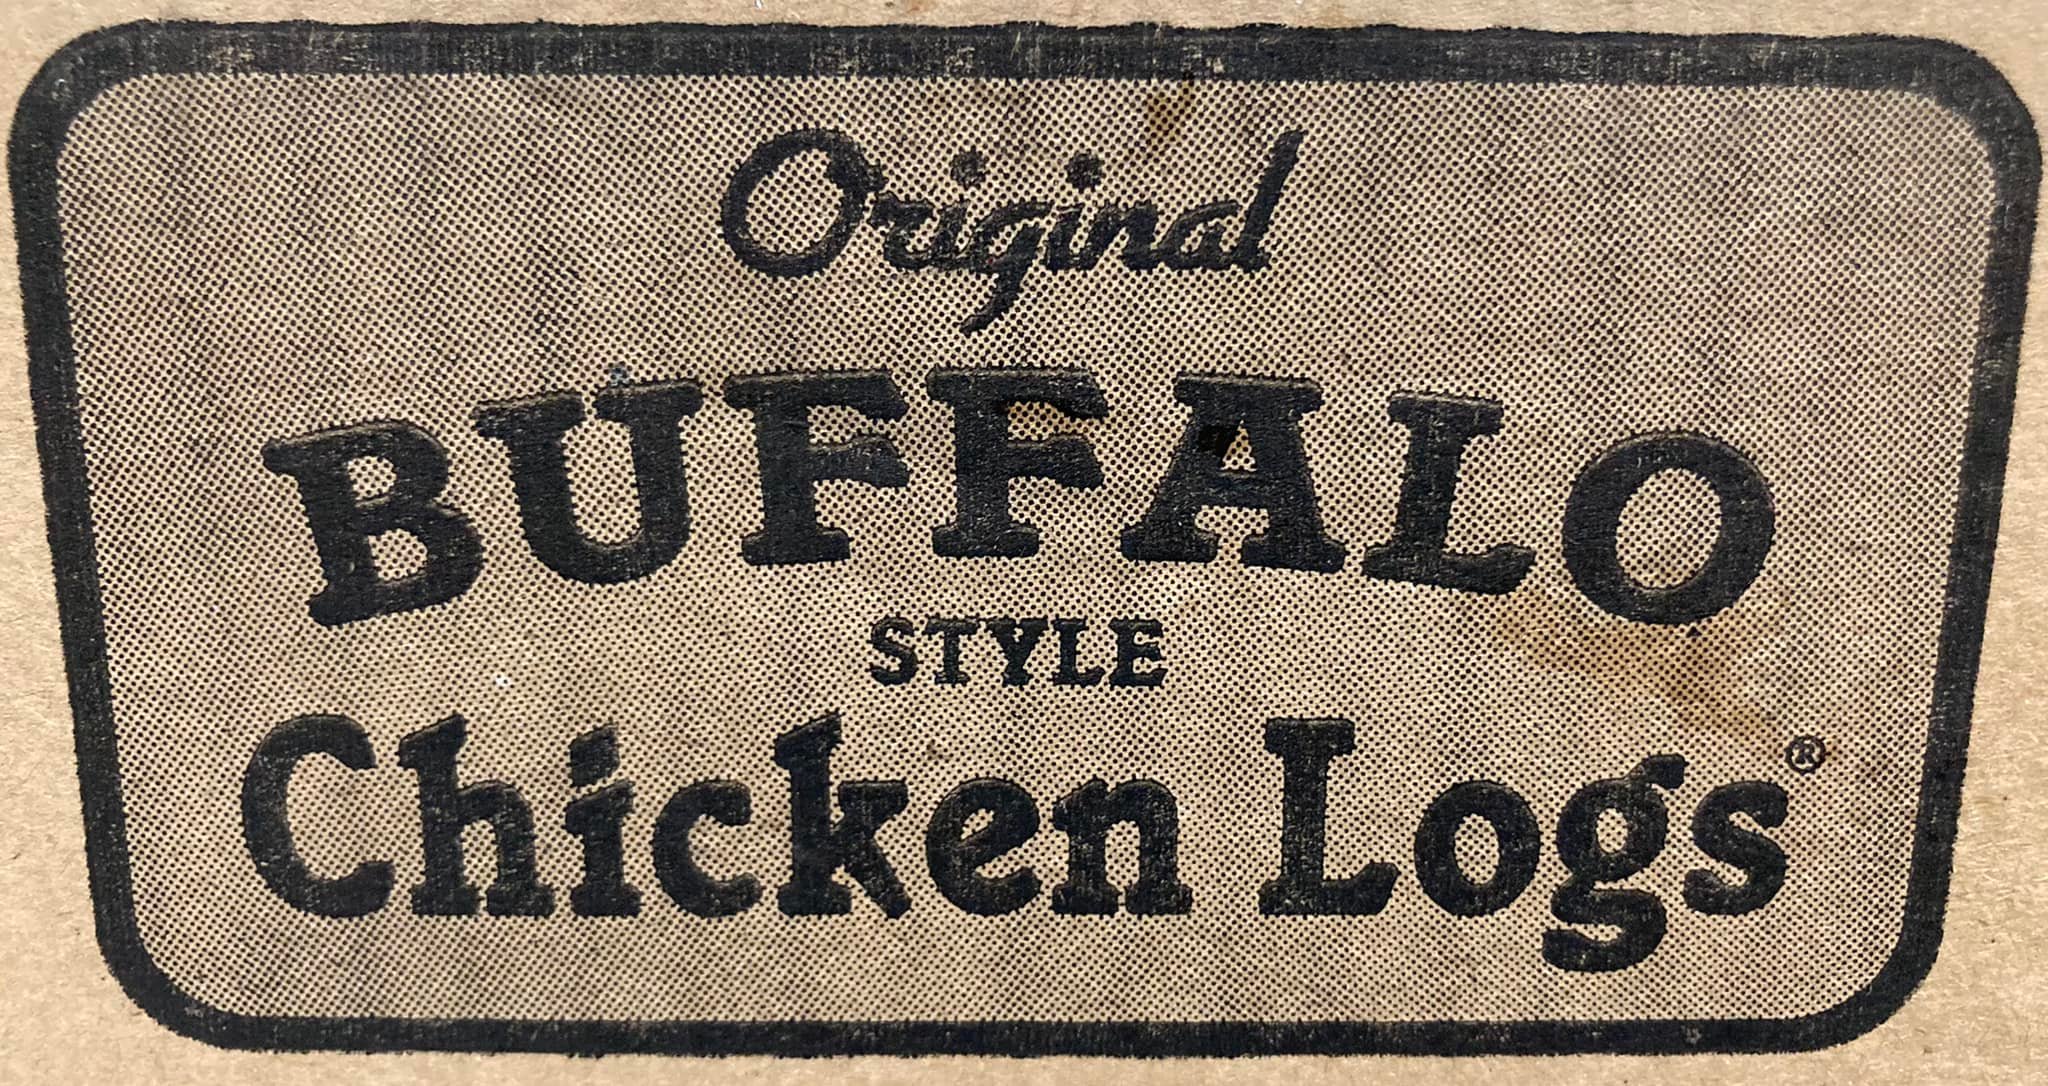 Original
BUFFALO
STYLE
Chicken Logs®